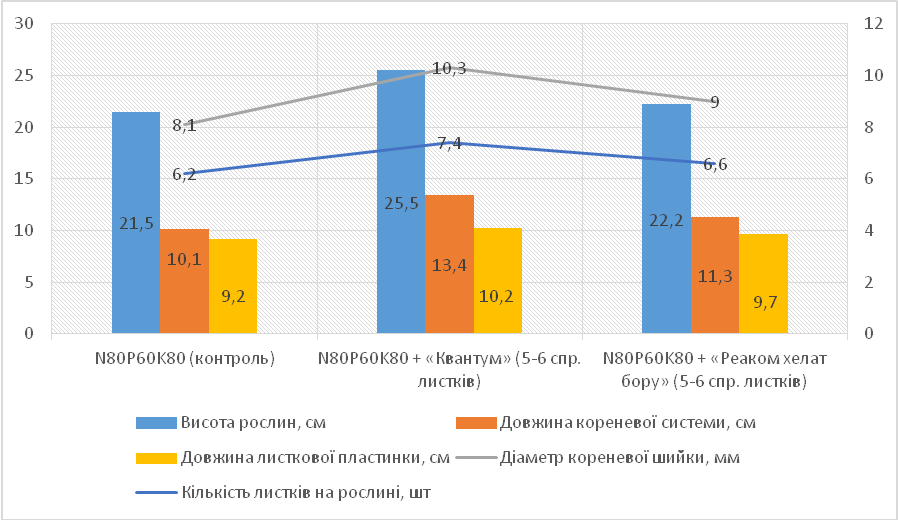 30
25
20
15
10
5
0
12
10
8
6
4
2
0
8,1
10,3
9
6,2
7,4
6,6
21,5
10,1
9,2
25,5
13,4
10,2
22,2
11,3
9,7
N80P60K80 (контроль)
N80P60K80 + «Квантум» (5-6 спр.
листків)
N80P60K80 + «Реаком хелат
бору» (5-6 спр. листків)
Висота рослин, см
Довжина кореневої системи, см
Довжина листкової пластинки, см
Діаметр кореневої шийки, мм
Кількість листків на рослині, шт